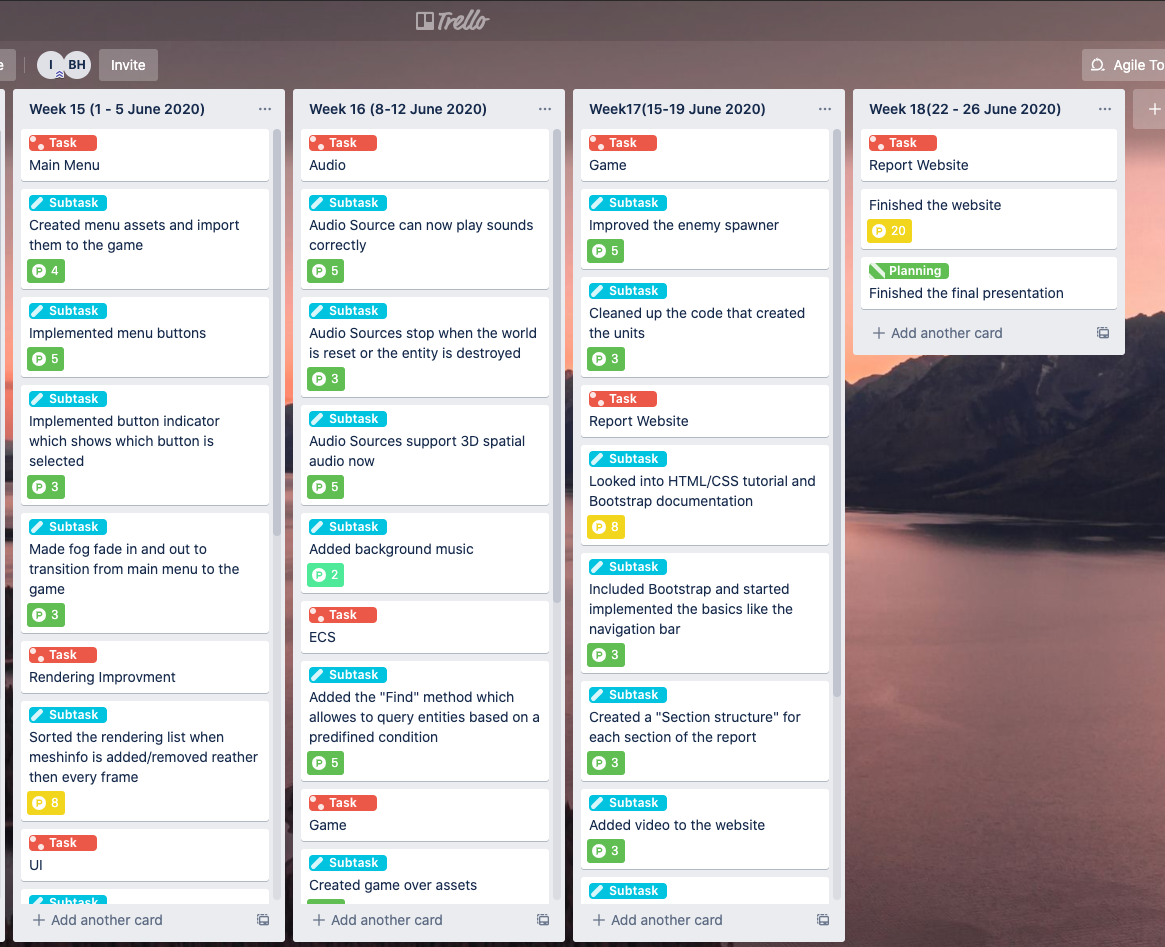 Trello
e
I
BH
Invite
Agile To
Week 15 (1 - 5 June 2020)
Task
Main Menu
Subtask
Created menu assets and import
them to the game
P 4
Subtask
Implemented menu buttons
P 5
Subtask
Implemented button indicator
which shows which button is
selected
P 3
Subtask
Made fog fade in and out to
transition from main menu to the
game
P 3
Task
Rendering Improvment
Subtask
Sorted the rendering list when
meshinfo is added/removed reather
then every frame
P 8
Task
UI
Subtask
+ Add another card
Week 16 (8-12 June 2020)
Task
Audio
Subtask
Audio Source can now play sounds
correctly
P 5
Subtask
Audio Sources stop when the world
is reset or the entity is destroyed
P 3
Subtask
Audio Sources support 3D spatial
audio now
P 5
Subtask
Added background music
P 2
Task
ECS
Subtask
Added the "Find" method which
allowes to query entities based on a
predifined condition
P 5
Task
Game
Subtask
Created game over assets
+ Add another card
Week17(15-19 June 2020)
Task
Game
Subtask
Improved the enemy spawner
P 5
Subtask
Cleaned up the code that created
the units
P 3
Task
Report Website
Subtask
Looked into HTML/CSS tutorial and
Bootstrap documentation
P 8
Subtask
Included Bootstrap and started
implemented the basics like the
navigation bar
P 3
Subtask
Created a "Section structure" for
each section of the report
P 3
Subtask
Added video to the website
P 3
Subtask
+ Add another card
Week 18(22 - 26 June 2020)
Task
Report Website
Finished the website
P 20
Planning
Finished the final presentation
+ Add another card